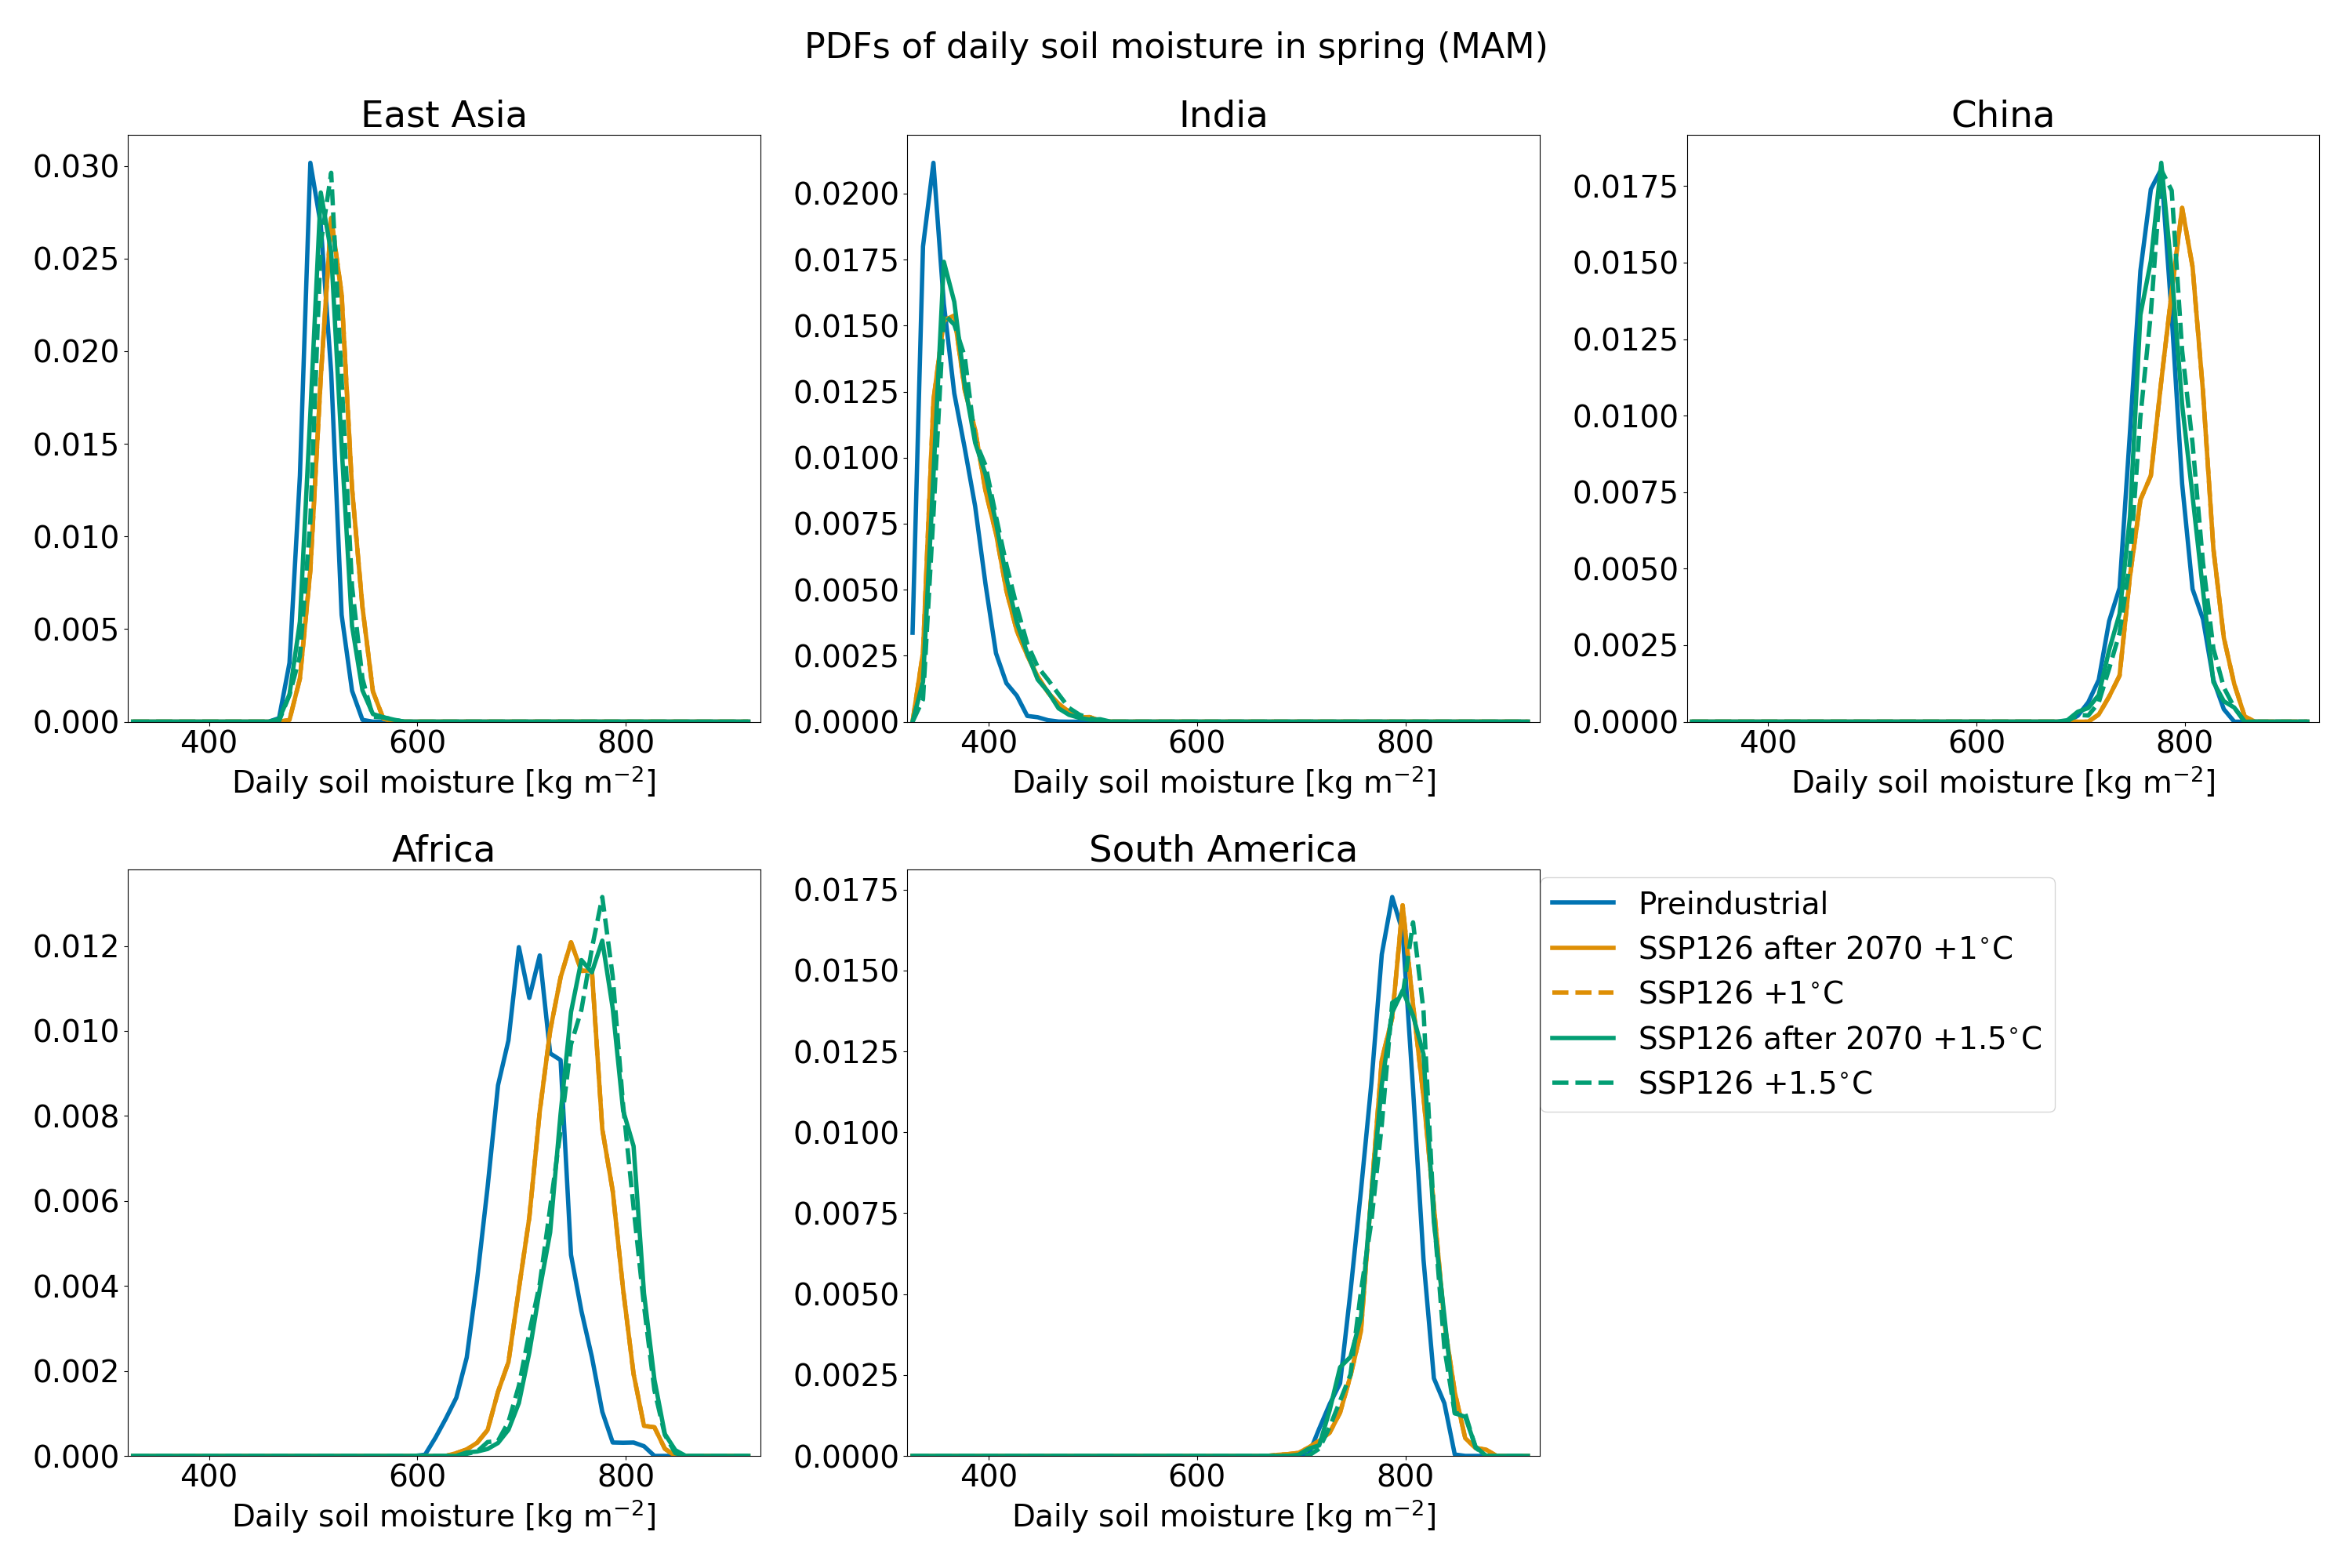 PDFs of daily soil moisture in spring (MAM)
East Asia
0.030
0.025
0.020
0.015
0.010
0.005
0.000
400 600 800
Daily soil moisture [kg m⁻²]
India
0.0200
0.0175
0.0150
0.0125
0.0100
0.0075
0.0050
0.0025
0.0000
400 600 800
Daily soil moisture [kg m⁻²]
China
0.0175
0.0150
0.0125
0.0100
0.0075
0.0050
0.0025
0.0000
400 600 800
Daily soil moisture [kg m⁻²]
Africa
0.012
0.010
0.008
0.006
0.004
0.002
0.000
400 600 800
Daily soil moisture [kg m⁻²]
South America
0.0175
0.0150
0.0125
0.0100
0.0075
0.0050
0.0025
0.0000
400 600 800
Daily soil moisture [kg m⁻²]
Preindustrial
SSP126 after 2070 +1°C
SSP126 +1°C
SSP126 after 2070 +1.5°C
SSP126 +1.5°C